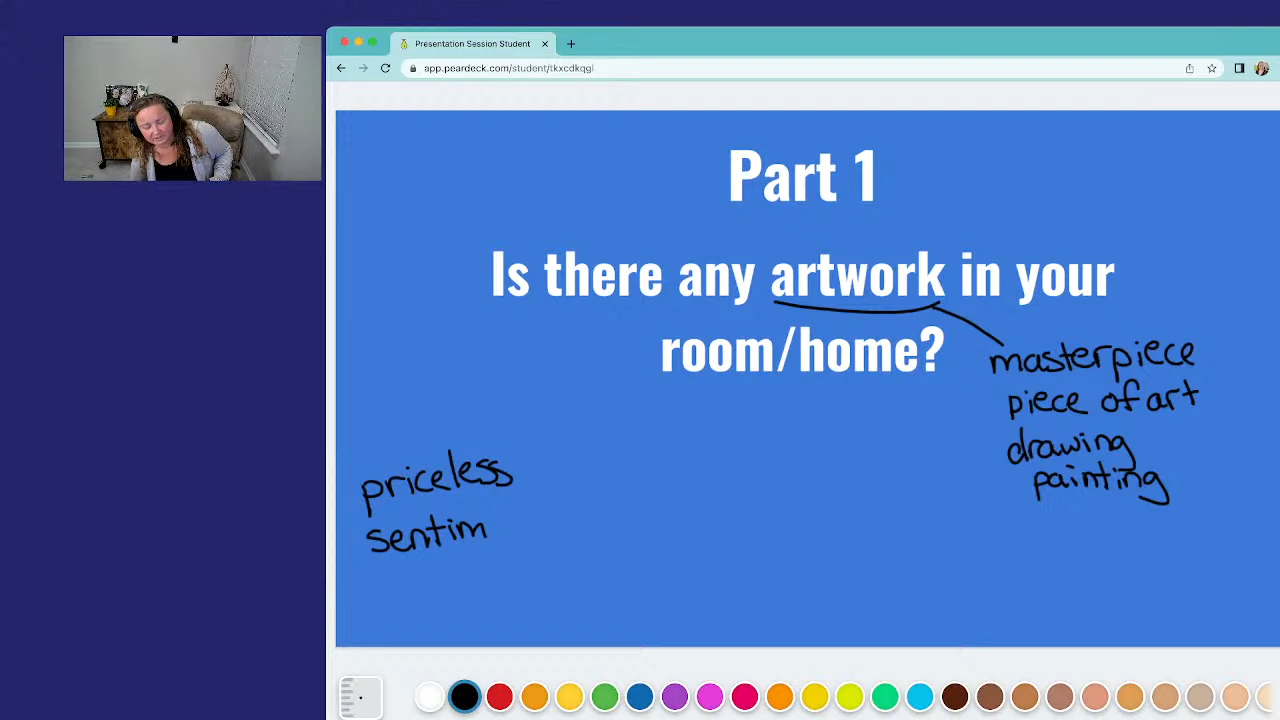 Presentation Session Student
app.peardeck.com/student/tkxcdkqgl
Part 1
Is there any artwork in your
room/home?
masterpiece
piece of art
drawing
painting
priceless
sentim